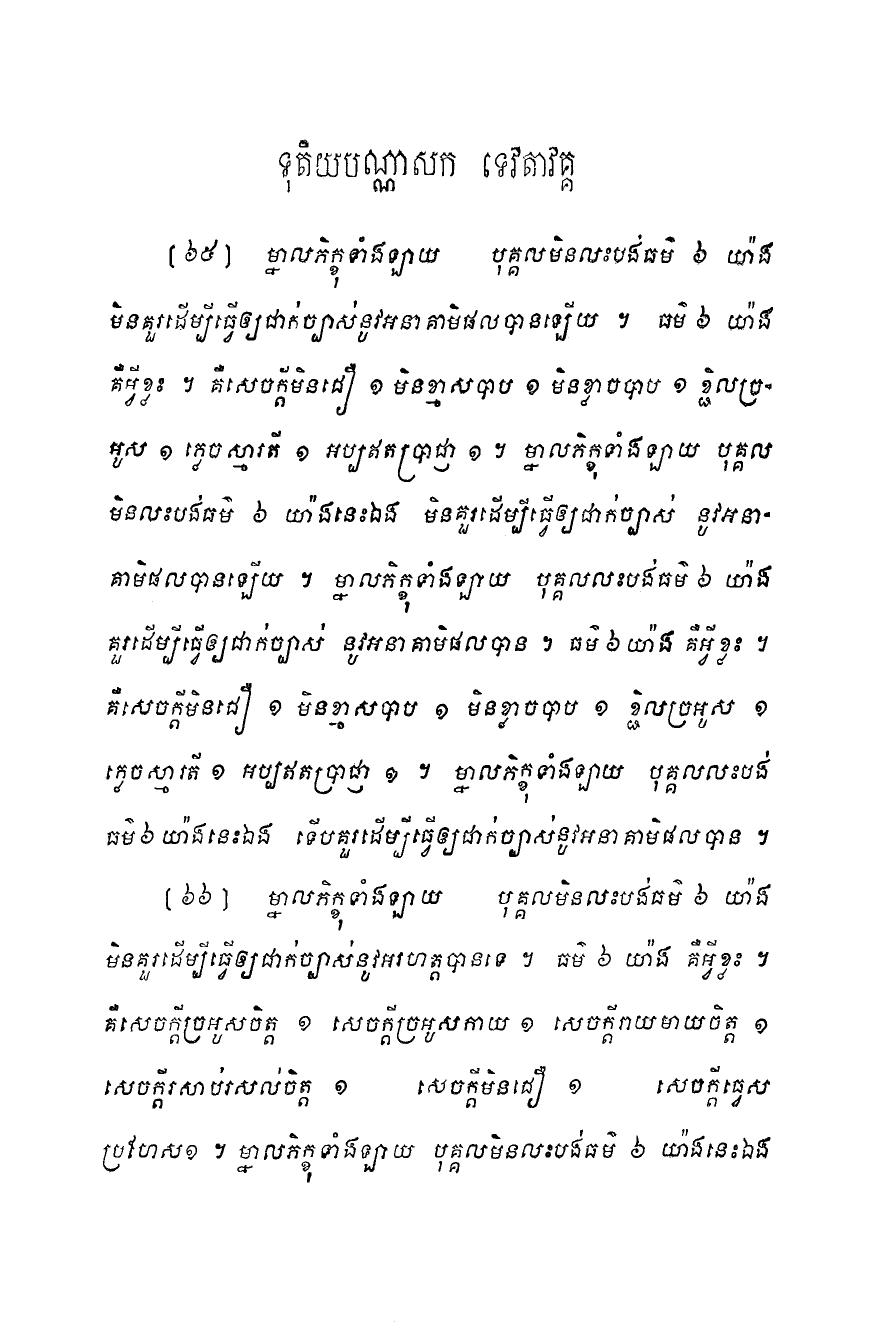 ទុតិយបណ្ណាសក ទេវតាវគ្គ
[៦៥] ម្នាលភិក្ខុទាំងឡាយ បុគ្គលមិនលះបង់ធម៌ ៦ យ៉ាង
មិនគួរដើម្បីធ្វើឲ្យជាក់ច្បាស់នូវអនាគាមិផលបានឡើយ ។ ធម៌ ៦ យ៉ាង
គឺអ្វីខ្លះ ។ គឺសេចក្តីមិនជឿ ១ មិនខ្មាសបាប ១ មិនខ្លាចបាប ១ ខ្ជិលច្រ-
អូស ១ ភ្លេចស្មារតី ១ អប្បឥតប្រាជ្ញា ១ ។ ម្នាលភិក្ខុទាំងឡាយ បុគ្គល
មិនលះបង់ធម៌ ៦ យ៉ាងនេះឯង មិនគួរដើម្បីធ្វើឲ្យជាក់ច្បាស់ នូវអនា-
គាមិផលបានឡើយ ។ ម្នាលភិក្ខុទាំងឡាយ បុគ្គលលះបង់ធម៌ ៦ យ៉ាង
គួរដើម្បីធ្វើឲ្យជាក់ច្បាស់ នូវអនាគាមិផលបាន ។ ធម៌ ៦ យ៉ាង គឺអ្វីខ្លះ ។
គឺសេចក្តីមិនជឿ ១ មិនខ្មាសបាប ១ មិនខ្លាចបាប ១ ខ្ជិលច្រអូស ១
ភ្លេចស្មារតី ១ អប្បឥតប្រាជ្ញា ១ ។ ម្នាលភិក្ខុទាំងឡាយ បុគ្គលលះបង់
ធម៌ ៦ យ៉ាងនេះឯង ទើបគួរដើម្បីធ្វើឲ្យជាក់ច្បាស់នូវអនាគាមិផលបាន ។
[៦៦] ម្នាលភិក្ខុទាំងឡាយ បុគ្គលមិនលះបង់ធម៌ ៦ យ៉ាង
មិនគួរដើម្បីធ្វើឲ្យជាក់ច្បាស់នូវអរហត្តបានទេ ។ ធម៌ ៦ យ៉ាង គឺអ្វីខ្លះ ។
គឺសេចក្តីច្រអូសចិត្ត ១ សេចក្តីច្រអូសកាយ ១ សេចក្តីរាយមាយចិត្ត ១
សេចក្តីរសាប់រសល់ចិត្ត ១ សេចក្តីមិនជឿ ១ សេចក្តីធ្វេស
ប្រហែស១ ។ ម្នាលភិក្ខុទាំងឡាយ បុគ្គលមិនលះបង់ធម៌ ៦ យ៉ាងនេះឯង